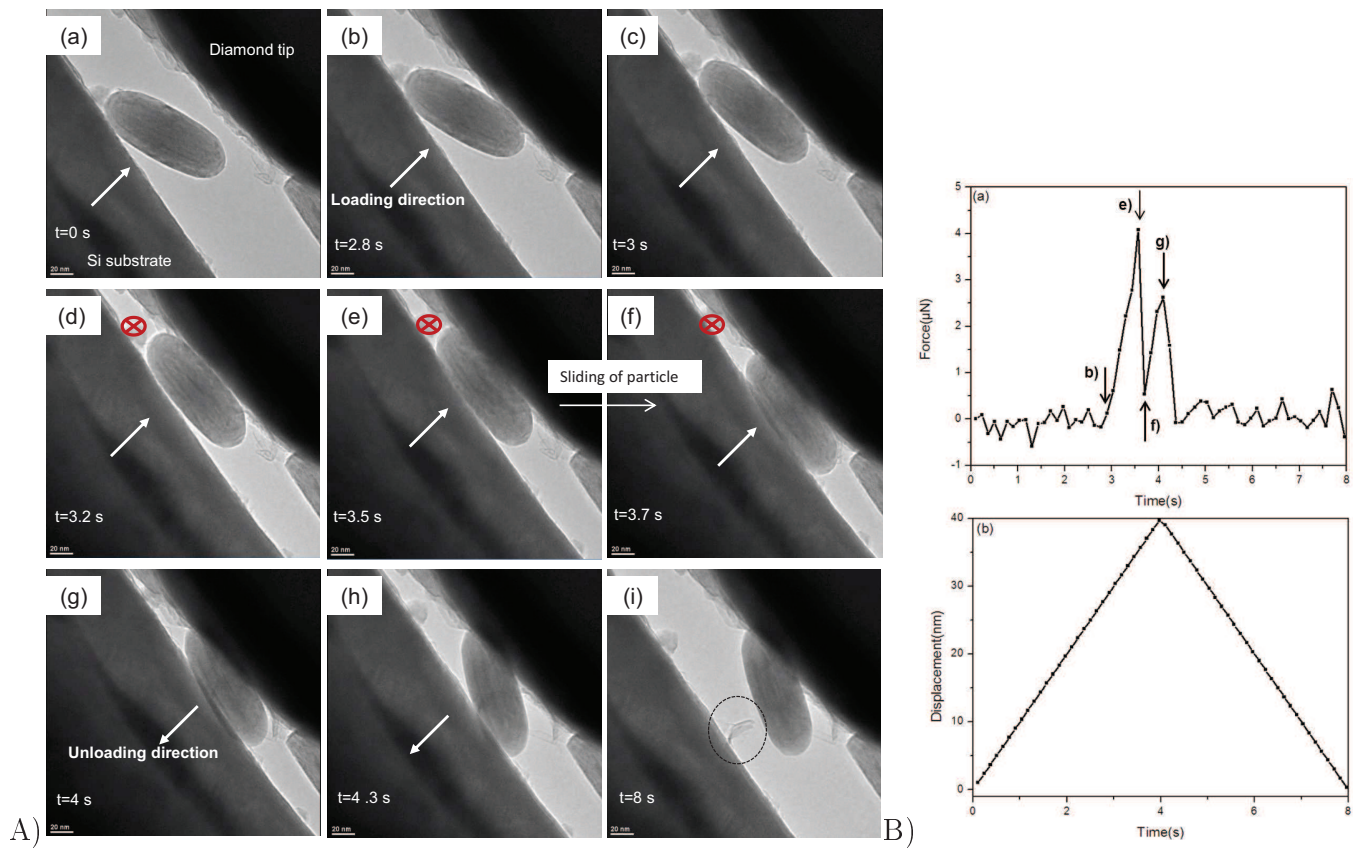 (a)
Diamond tip
t=0 s
Si substrate
20 nm
(b)
Loading direction
t=2.8 s
20 nm
(c)
t=3 s
20 nm
(d)
t=3.2 s
20 nm
(e)
t=3.5 s
20 nm
Sliding of particle
(f)
t=3.7 s
20 nm
(g)
Unloading direction
t=4 s
20 nm
(h)
t=4 .3 s
20 nm
(i)
t=8 s
20 nm
A)
(a)
5
4
3
2
1
0
-1
Force(µN)
e)
g)
b)
f)
0 1 2 3 4 5 6 7 8
Time(s)
(b)
40
30
20
10
0
Displacement(nm)
0 2 4 6 8
Time(s)
B)